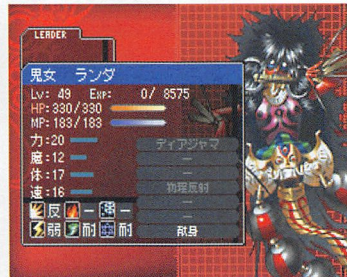 LEADER
鬼女 ランダ
Lv: 49 Exp: 0/ 8575
HP:330/330
MP:183/183
力:20
魔:12
体:17
速:16
ディアジャマ
—
—
物理反射
—
—
献身
反 — —
弱 耐 耐